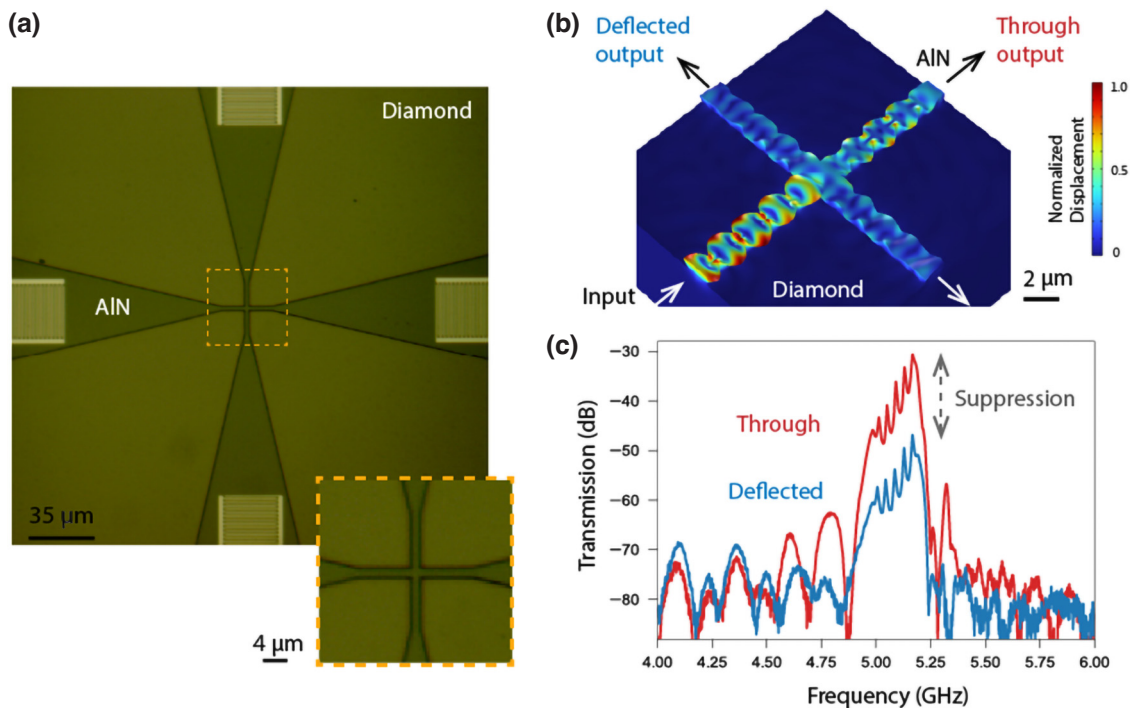 (a)
Diamond
AlN
35 µm
4 µm
(b)
Deflected
output
Through
output
AlN
Input
Diamond
2 µm
Normalized
Displacement
1.0
0.5
0
(c)
Transmission (dB)
−30
−40
−50
−60
−70
−80
Through
Deflected
Suppression
4.00 4.25 4.50 4.75 5.00 5.25 5.50 5.75 6.00
Frequency (GHz)